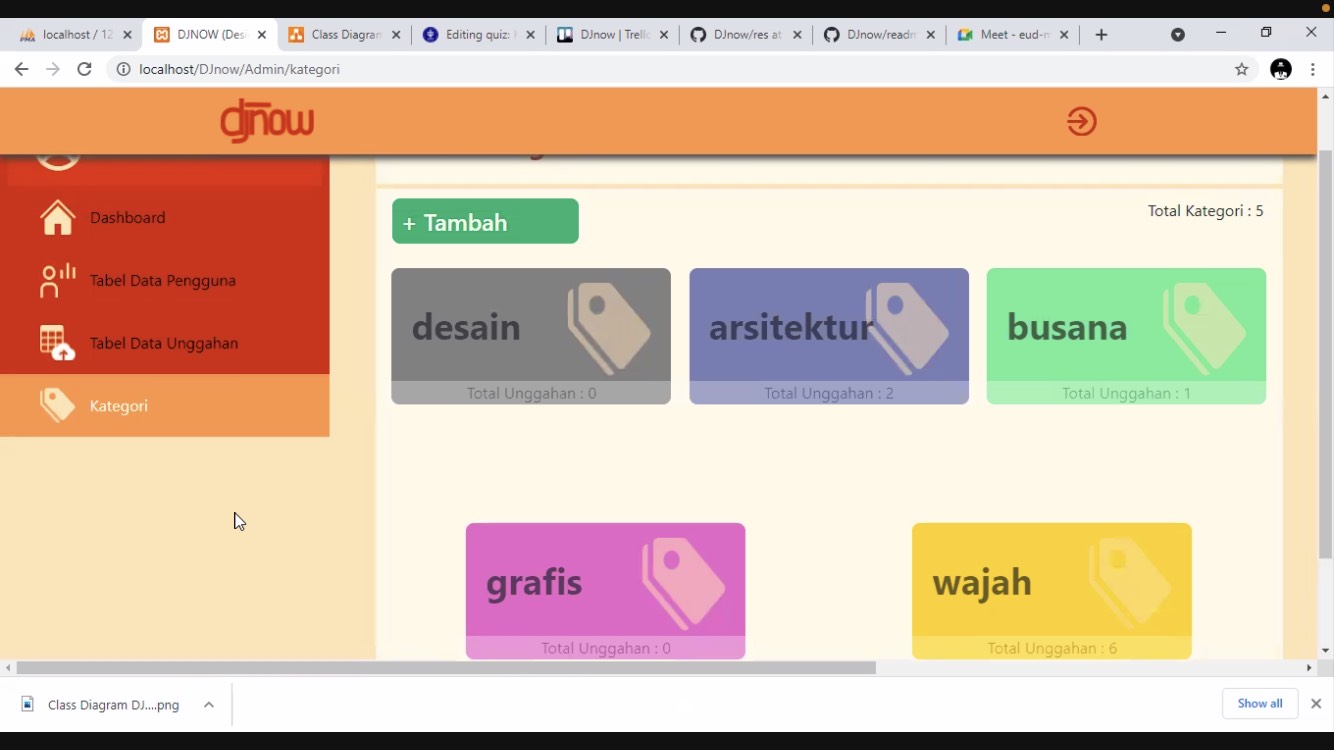 localhost / 12
DJNOW (Des
Class Diagram
Editing quiz:
DJnow | Trell
DJnow/res at
DJnow/readm
Meet - eud-m
localhost/DJnow/Admin/kategori
djnow
Dashboard
Tabel Data Pengguna
Tabel Data Unggahan
Kategori
+ Tambah
Total Kategori : 5
desain
Total Unggahan : 0
arsitektur
Total Unggahan : 2
busana
Total Unggahan : 1
grafis
Total Unggahan : 0
wajah
Total Unggahan : 6
Class Diagram DJ....png
Show all